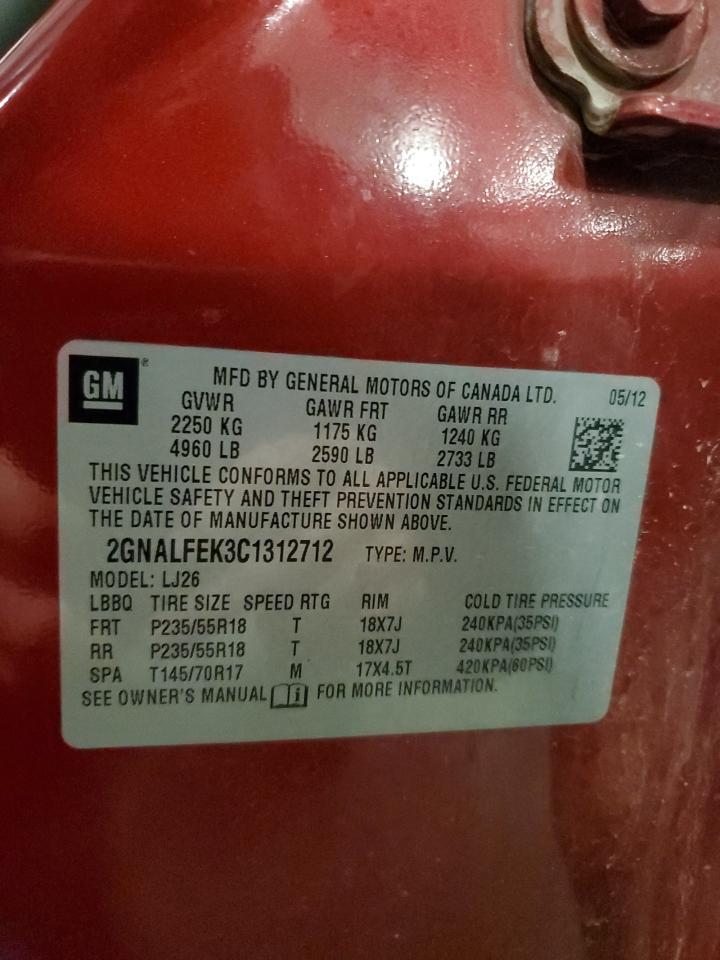 GM ®
MFD BY GENERAL MOTORS OF CANADA LTD. 05/12
GVWR GAWR FRT GAWR RR
2250 KG 1175 KG 1240 KG
4960 LB 2590 LB 2733 LB
THIS VEHICLE CONFORMS TO ALL APPLICABLE U.S. FEDERAL MOTOR
VEHICLE SAFETY AND THEFT PREVENTION STANDARDS IN EFFECT ON
THE DATE OF MANUFACTURE SHOWN ABOVE.
2GNALFEK3C1312712 TYPE: M.P.V.
MODEL: LJ26
LBBQ TIRE SIZE SPEED RTG RIM COLD TIRE PRESSURE
FRT P235/55R18 T 18X7J 240KPA(35PSI)
RR P235/55R18 T 18X7J 240KPA(35PSI)
SPA T145/70R17 M 17X4.5T 420KPA(60PSI)
SEE OWNER'S MANUAL i FOR MORE INFORMATION.